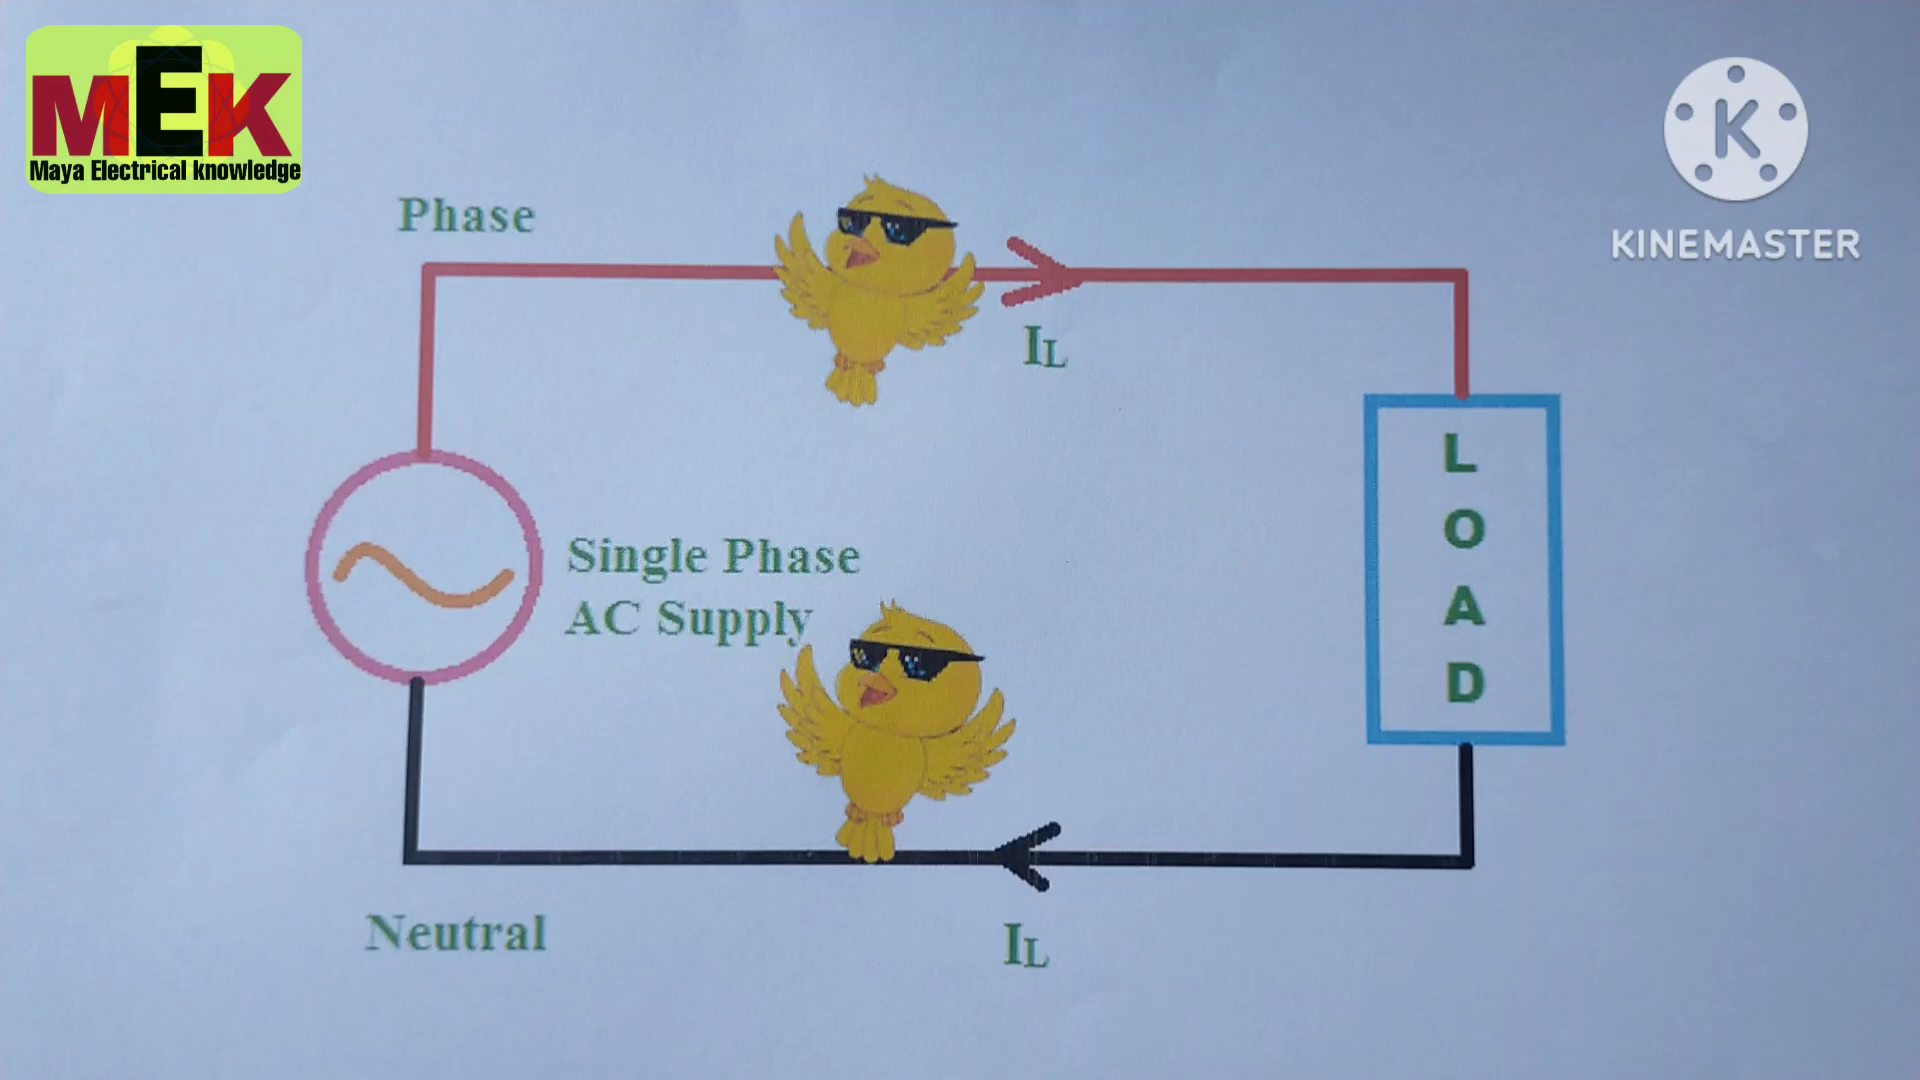 MEK
Maya Electrical knowledge
K
KINEMASTER
Phase
IL
L
O
A
D
Single Phase
AC Supply
Neutral
IL